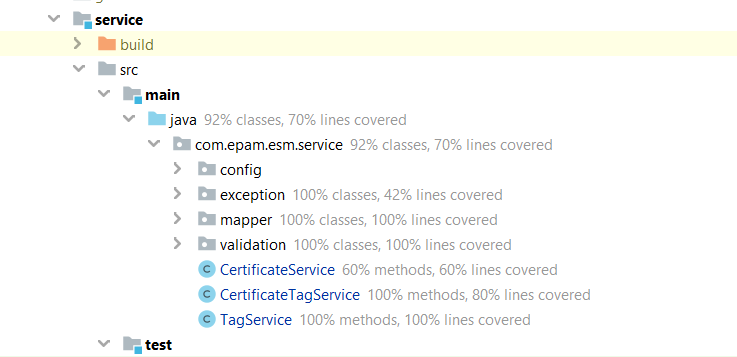 service
build
src
main
java 92% classes, 70% lines covered
com.epam.esm.service 92% classes, 70% lines covered
config
exception 100% classes, 42% lines covered
mapper 100% classes, 100% lines covered
validation 100% classes, 100% lines covered
C CertificateService 60% methods, 60% lines covered
C CertificateTagService 100% methods, 80% lines covered
C TagService 100% methods, 100% lines covered
test